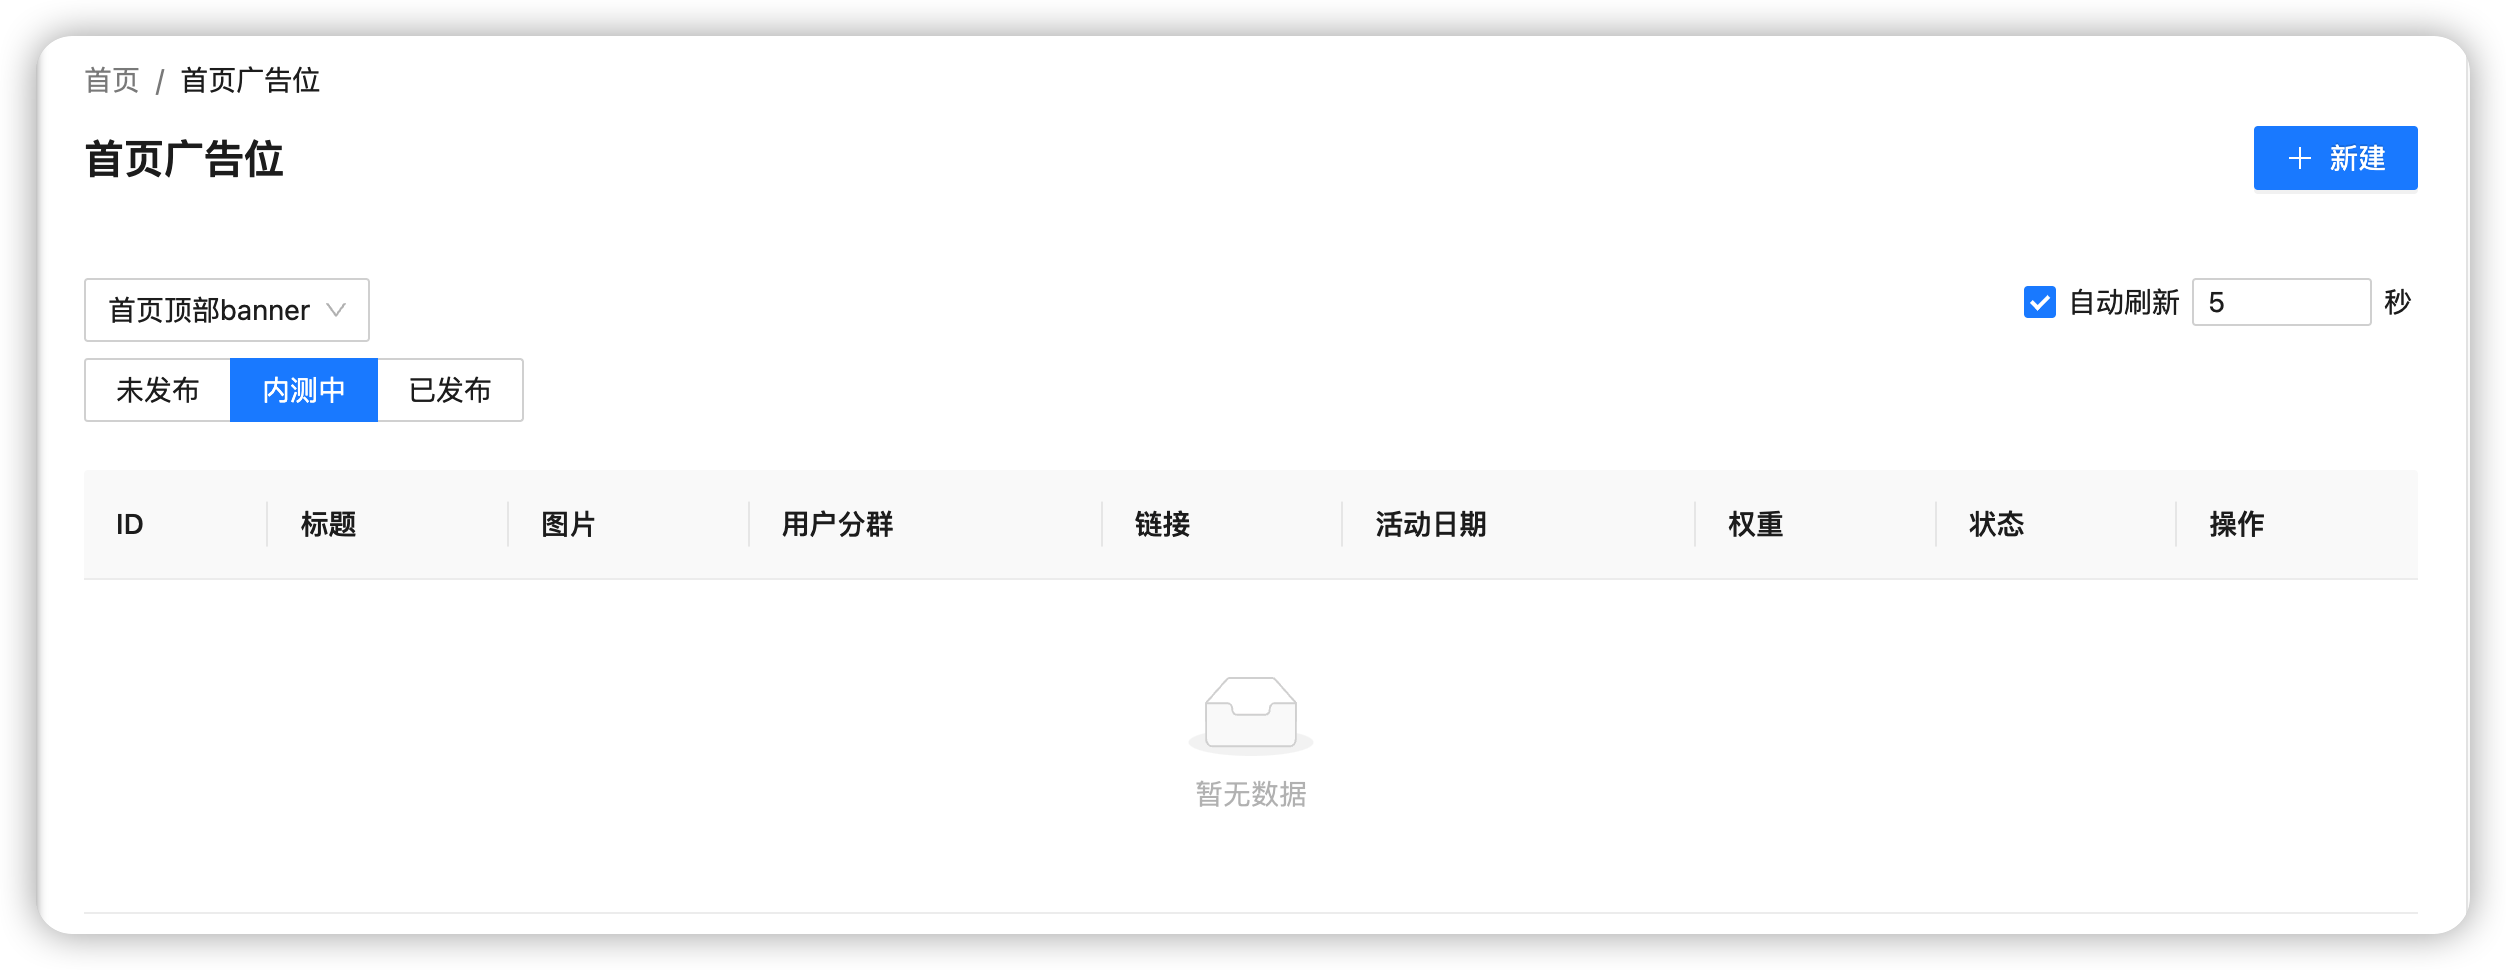 首页 / 首页广告位
首页广告位
+ 新建
首页顶部banner
自动刷新 5 秒
未发布 内测中 已发布
ID 标题 图片 用户分群 链接 活动日期 权重 状态 操作
暂无数据